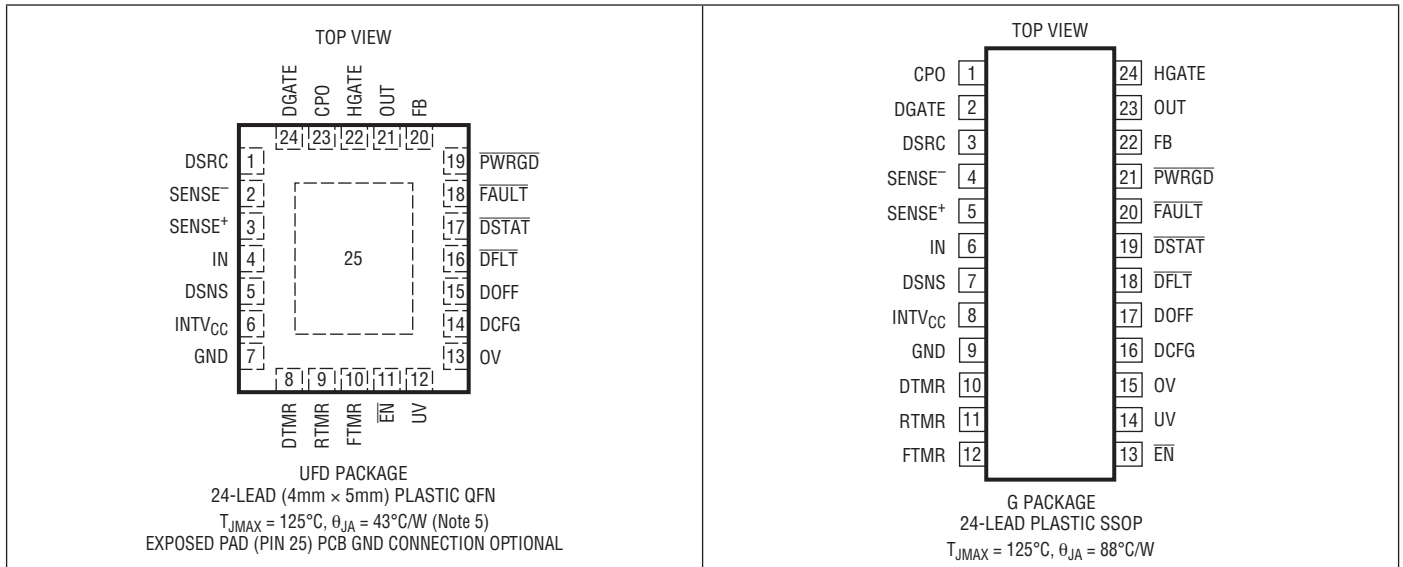 TOP VIEW
DGATE
CPO
HGATE
OUT
FB
24 23 22 21 20
DSRC 1
SENSE– 2
SENSE+ 3
IN 4
DSNS 5
INTVCC 6
GND 7
25
19 PWRGD
18 FAULT
17 DSTAT
16 DFLT
15 DOFF
14 DCFG
13 OV
8 9 10 11 12
DTMR
RTMR
FTMR
EN
UV
UFD PACKAGE
24-LEAD (4mm × 5mm) PLASTIC QFN
TJMAX = 125°C, θJA = 43°C/W (Note 5)
EXPOSED PAD (PIN 25) PCB GND CONNECTION OPTIONAL
TOP VIEW
CPO 1
DGATE 2
DSRC 3
SENSE– 4
SENSE+ 5
IN 6
DSNS 7
INTVCC 8
GND 9
DTMR 10
RTMR 11
FTMR 12
24 HGATE
23 OUT
22 FB
21 PWRGD
20 FAULT
19 DSTAT
18 DFLT
17 DOFF
16 DCFG
15 OV
14 UV
13 EN
G PACKAGE
24-LEAD PLASTIC SSOP
TJMAX = 125°C, θJA = 88°C/W